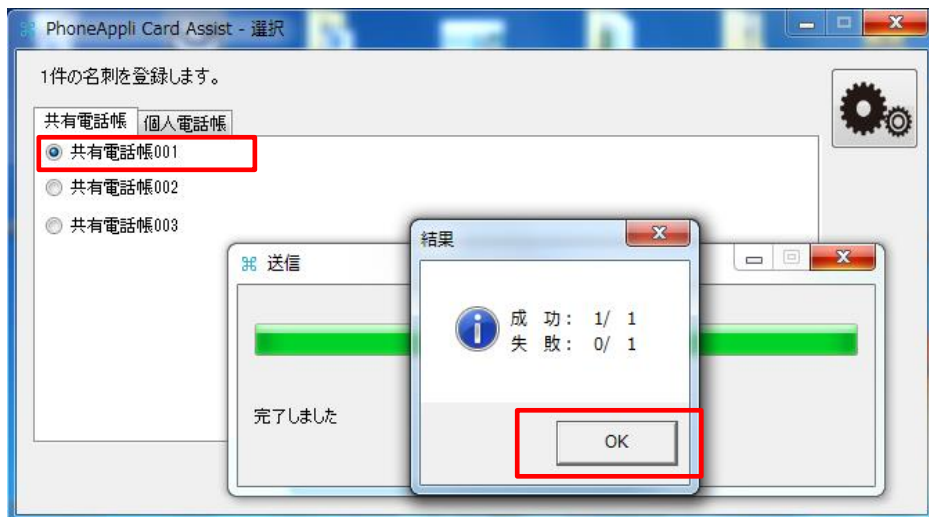 PhoneAppli Card Assist - 選択
1件の名刺を登録します。
共有電話帳 個人電話帳
共有電話帳001
共有電話帳002
共有電話帳003
送信
結果
成 功: 1/ 1
失 敗: 0/ 1
完了しました
OK